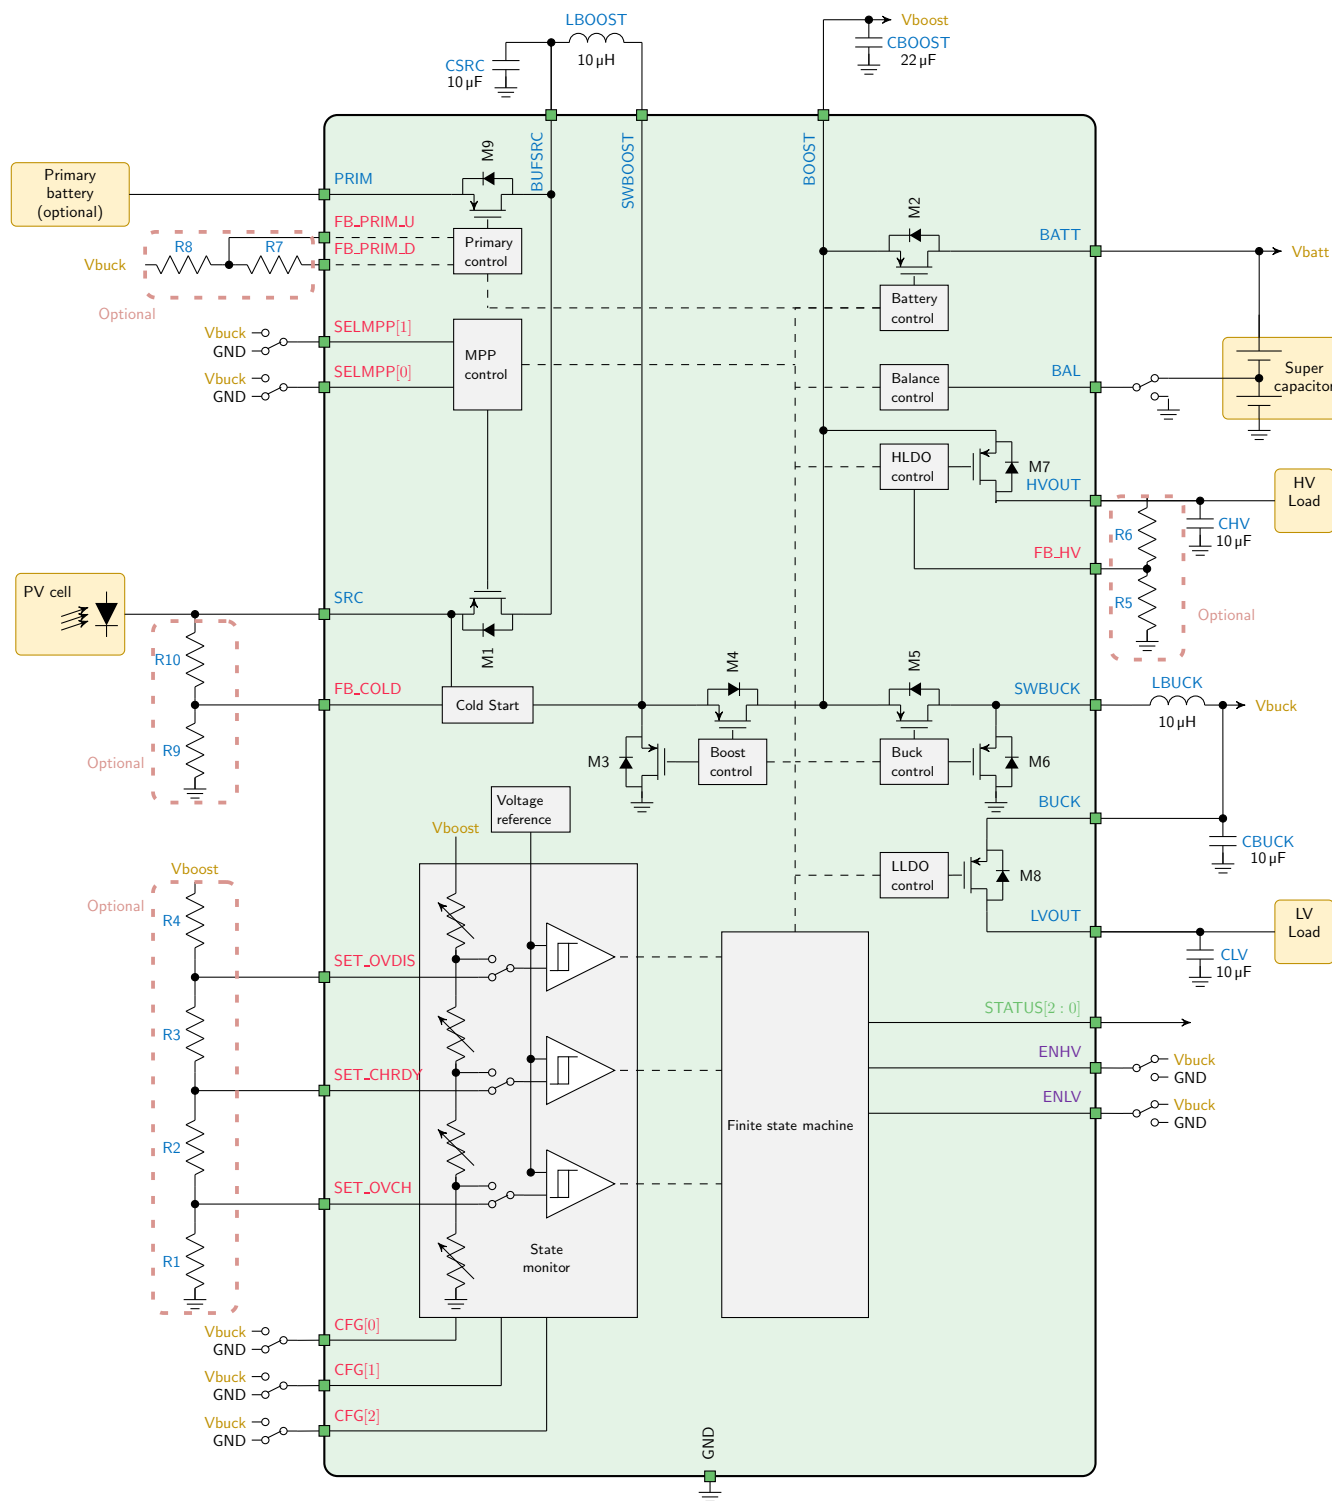 LBOOST
10 µH
CSRC
10 µF
Vboost
CBOOST
22 µF
BUFSRC
SWBOOST
BOOST
Primary
battery
(optional)
PRIM
M9
FB_PRIM_U
FB_PRIM_D
R8
R7
Vbuck
Optional
Primary
control
M2
BATT
Vbatt
Battery
control
SELMPP[1]
Vbuck
GND
SELMPP[0]
Vbuck
GND
MPP
control
Balance
control
BAL
Super
capacitor
HLDO
control
M7
HVOUT
HV
Load
CHV
10 µF
R6
FB_HV
R5
Optional
PV cell
SRC
M1
R10
FB_COLD
Cold Start
R9
Optional
M4
M5
SWBUCK
LBUCK
10 µH
Vbuck
M3
Boost
control
Buck
control
M6
BUCK
CBUCK
10 µF
Voltage
reference
Vboost
LLDO
control
M8
LVOUT
LV
Load
CLV
10 µF
Vboost
Optional
R4
SET_OVDIS
R3
SET_CHRDY
R2
SET_OVCH
R1
State
monitor
Finite state machine
STATUS[2 : 0]
ENHV
Vbuck
GND
ENLV
Vbuck
GND
CFG[0]
Vbuck
GND
CFG[1]
Vbuck
GND
CFG[2]
Vbuck
GND
GND